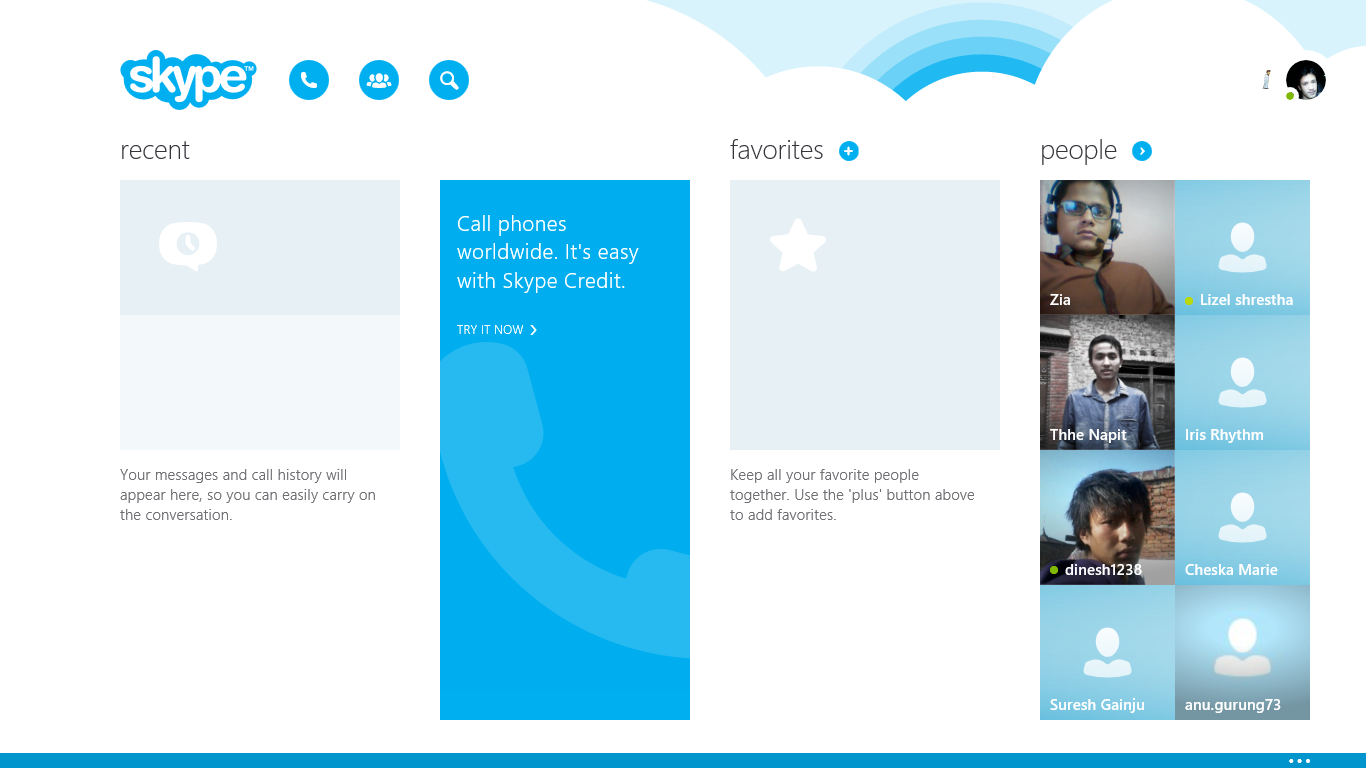 skype™
recent
favorites
people
Call phones
worldwide. It's easy
with Skype Credit.
TRY IT NOW
Your messages and call history will
appear here, so you can easily carry on
the conversation.
Keep all your favorite people
together. Use the 'plus' button above
to add favorites.
Zia
Lizel shrestha
Thhe Napit
Iris Rhythm
dinesh1238
Cheska Marie
Suresh Gainju
anu.gurung73